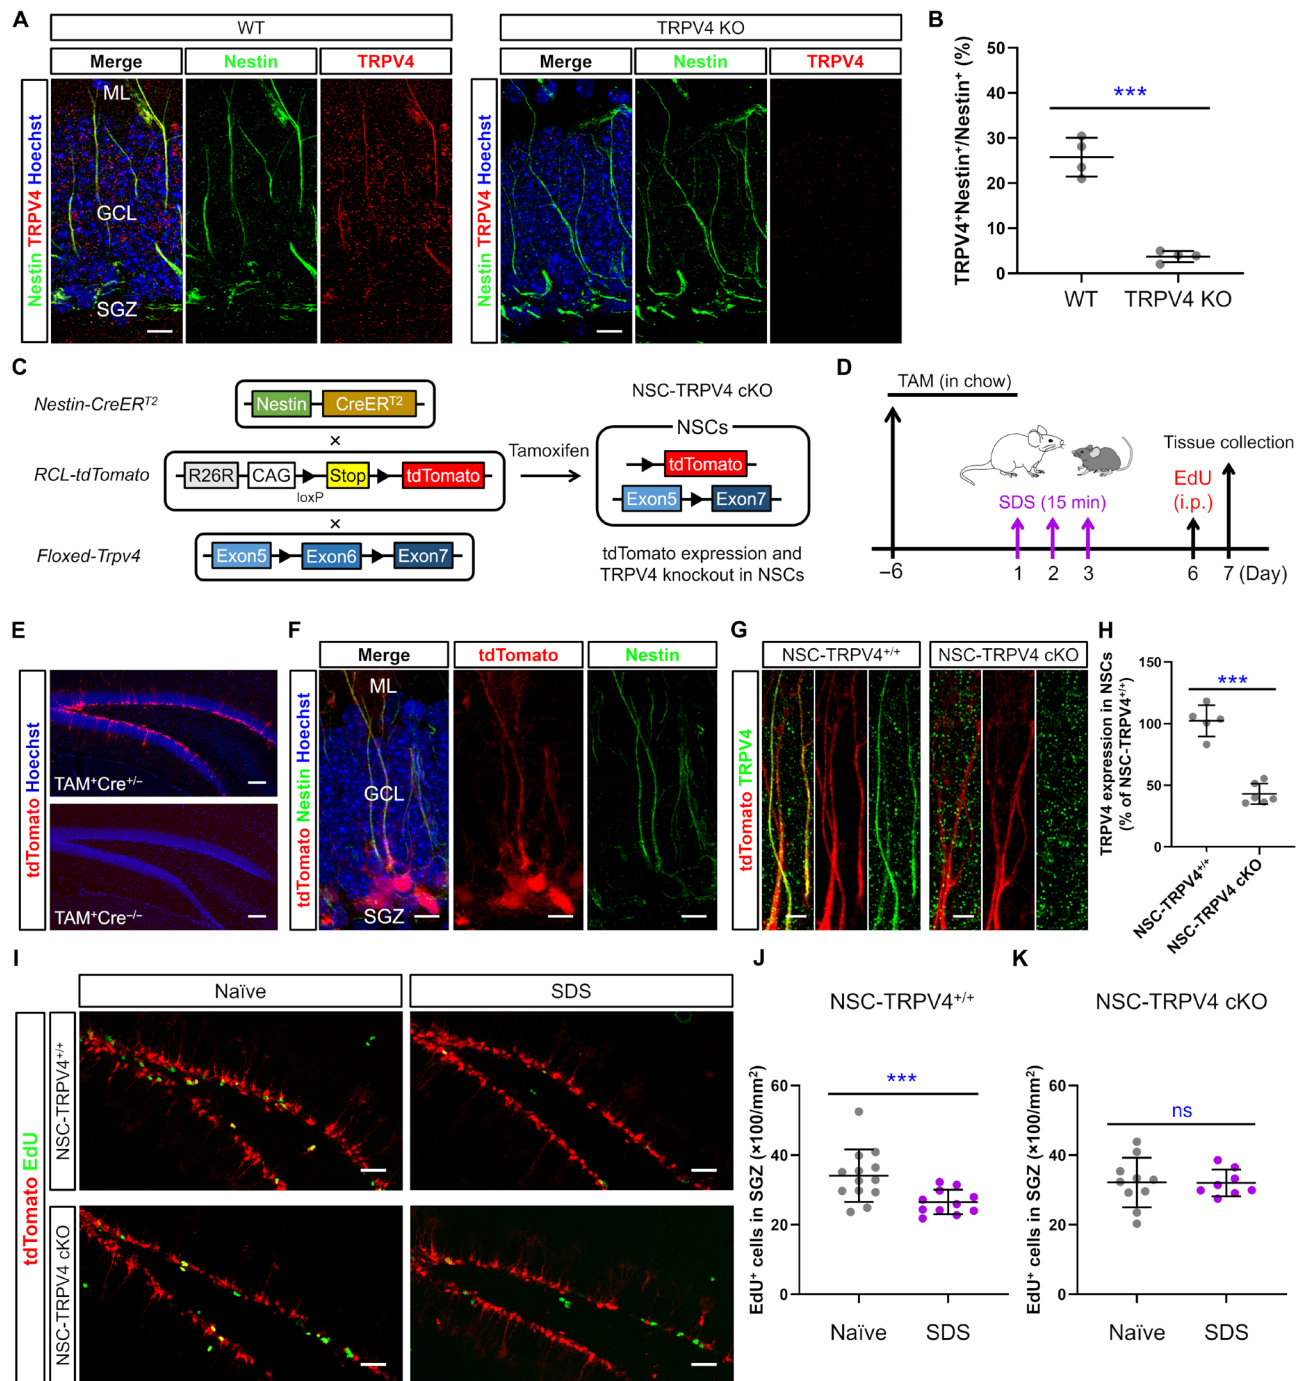 A
WT
Merge
Nestin
TRPV4
Nestin TRPV4 Hoechst
ML
GCL
SGZ
TRPV4 KO
Merge
Nestin
TRPV4
Nestin TRPV4 Hoechst
B
TRPV4⁺Nestin⁺/Nestin⁺ (%)
50
40
30
20
10
0
***
WT
TRPV4 KO
C
Nestin-CreERᵀ²
Nestin
CreERᵀ²
×
RCL-tdTomato
R26R
CAG
loxP
Stop
tdTomato
×
Floxed-Trpv4
Exon5
Exon6
Exon7
Tamoxifen
NSC-TRPV4 cKO
NSCs
tdTomato
Exon5
Exon7
tdTomato expression and
TRPV4 knockout in NSCs
D
TAM (in chow)
SDS (15 min)
Tissue collection
EdU
(i.p.)
−6
1
2
3
6
7 (Day)
E
tdTomato Hoechst
TAM⁺Cre⁺/⁻
TAM⁺Cre⁻/⁻
F
Merge
tdTomato
Nestin
tdTomato Nestin Hoechst
ML
GCL
SGZ
G
NSC-TRPV4⁺/⁺
NSC-TRPV4 cKO
tdTomato TRPV4
H
TRPV4 expression in NSCs
(% of NSC-TRPV4⁺/⁺)
150
100
50
0
***
NSC-TRPV4⁺/⁺
NSC-TRPV4 cKO
I
Naïve
SDS
tdTomato EdU
NSC-TRPV4⁺/⁺
NSC-TRPV4 cKO
J
NSC-TRPV4⁺/⁺
EdU⁺ cells in SGZ (×100/mm²)
60
40
20
0
***
Naïve
SDS
K
NSC-TRPV4 cKO
EdU⁺ cells in SGZ (×100/mm²)
60
40
20
0
ns
Naïve
SDS